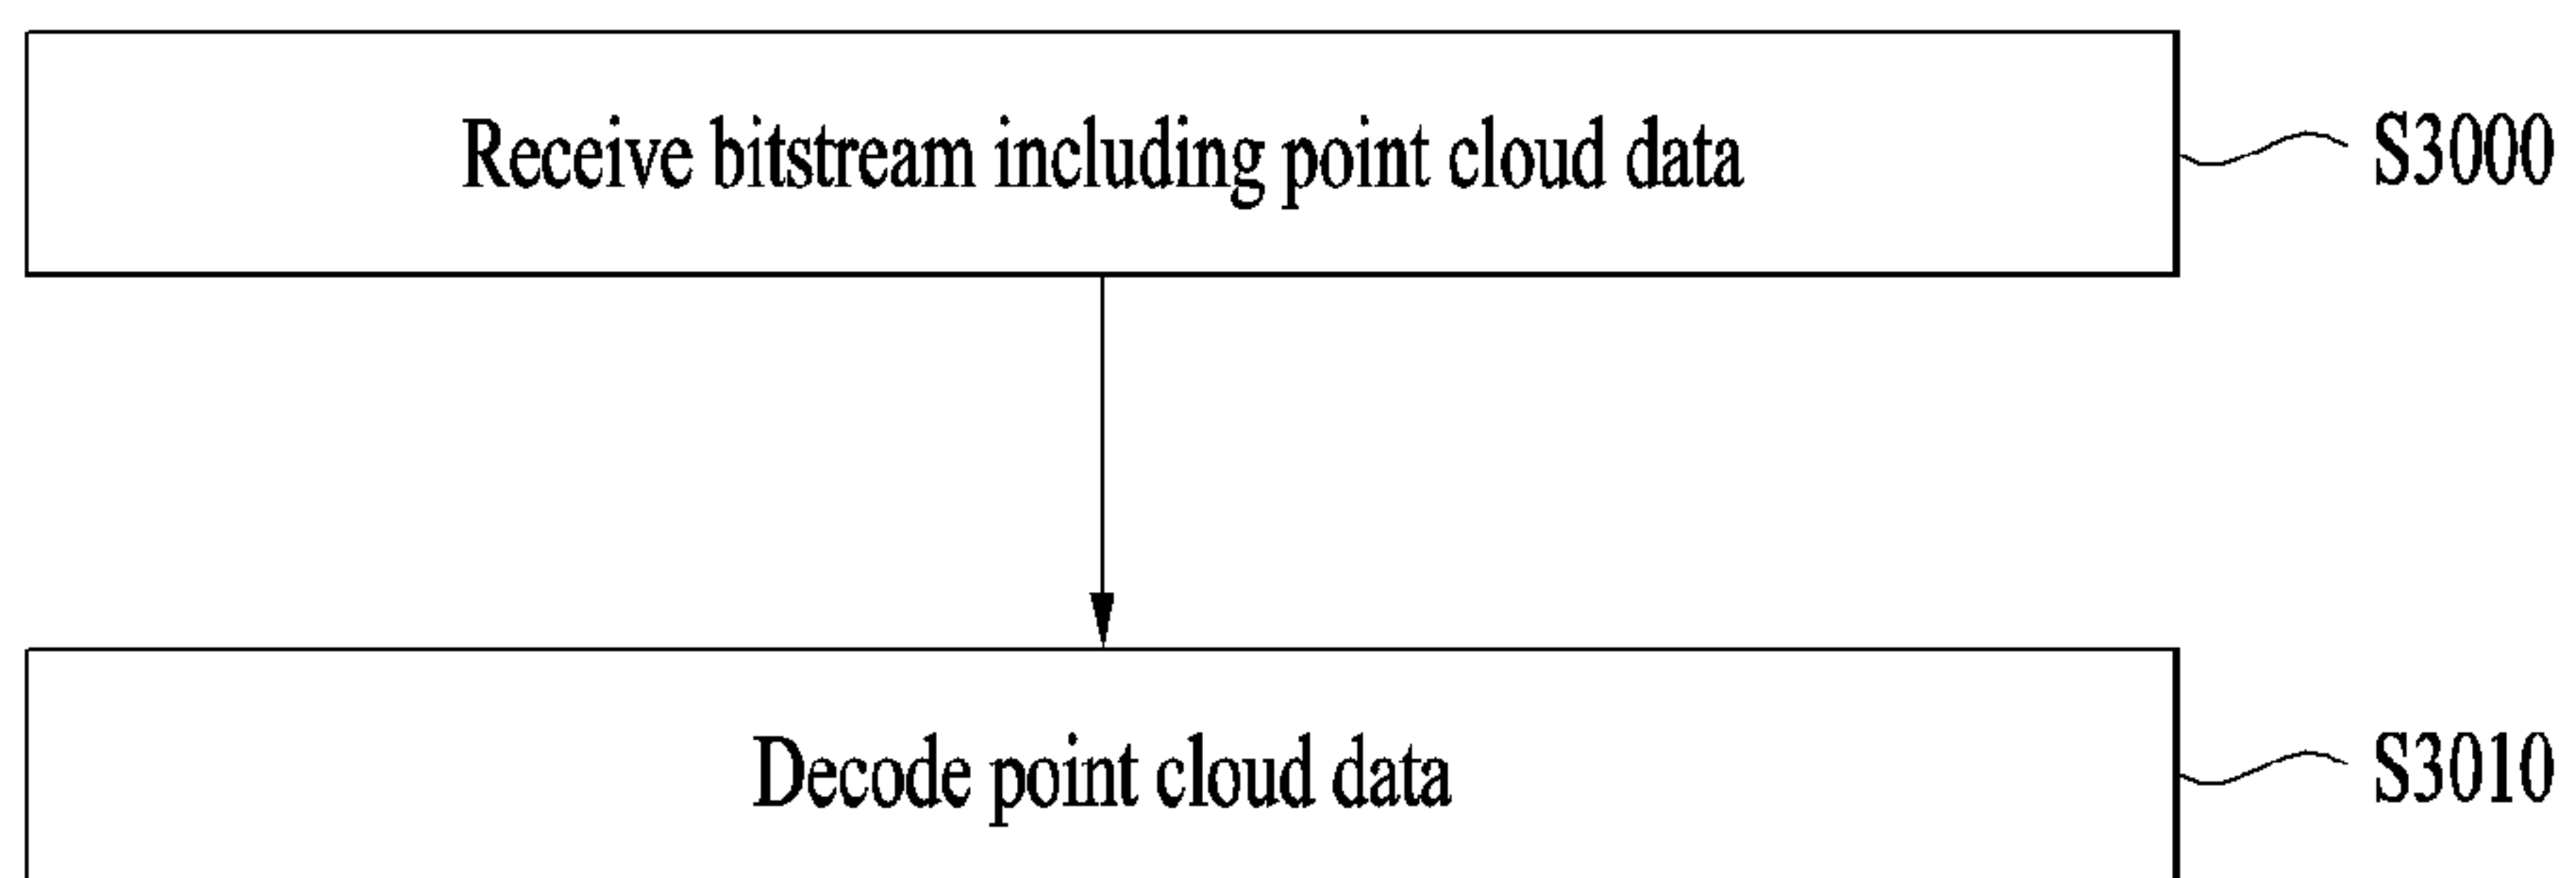 Receive bitstream including point cloud data
S3000
Decode point cloud data
S3010